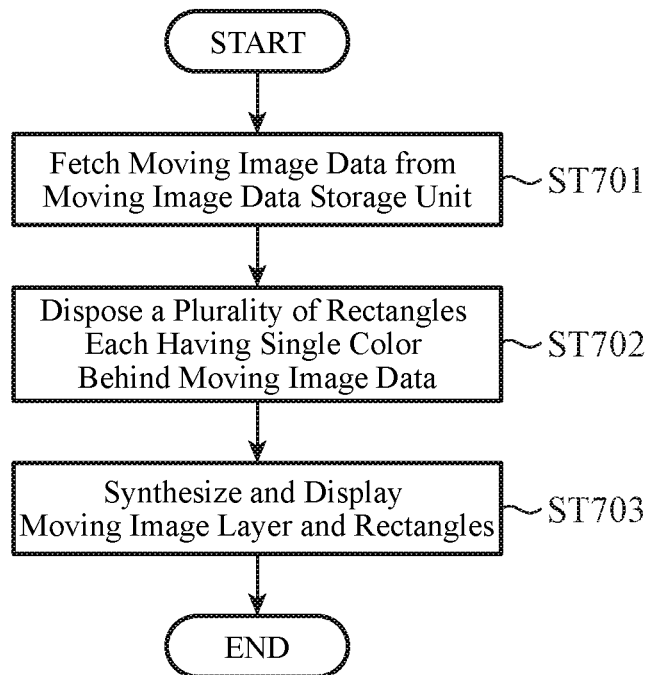 START
Fetch Moving Image Data from
Moving Image Data Storage Unit
ST701
Dispose a Plurality of Rectangles
Each Having Single Color
Behind Moving Image Data
ST702
Synthesize and Display
Moving Image Layer and Rectangles
ST703
END